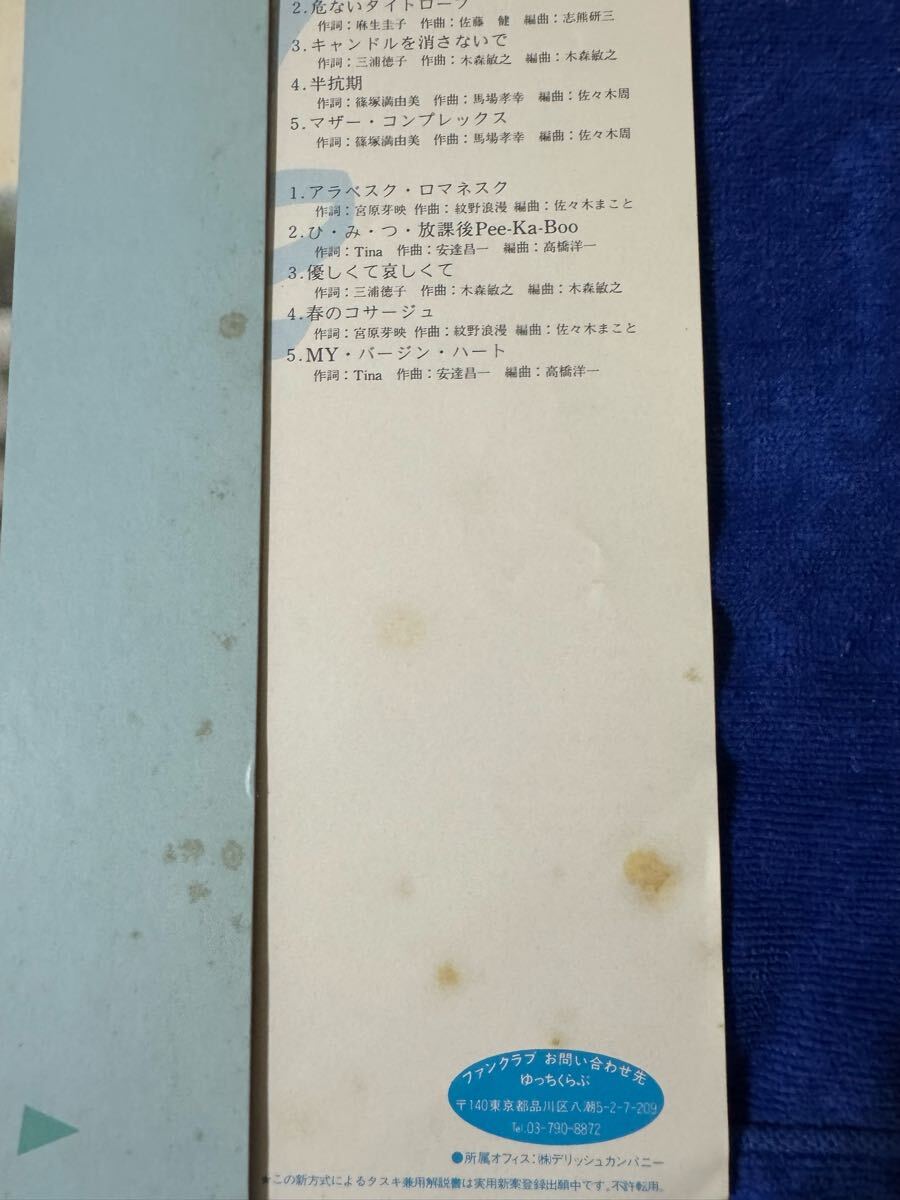 2.危ないタイトロープ
作詞：麻生圭子　作曲：佐藤　健　編曲：志熊研三
3.キャンドルを消さないで
作詞：三浦徳子　作曲：木森敏之　編曲：木森敏之
4.半抗期
作詞：篠塚満由美　作曲：馬場孝幸　編曲：佐々木周
5.マザー・コンプレックス
作詞：篠塚満由美　作曲：馬場孝幸　編曲：佐々木周
1.アラベスク・ロマネスク
作詞：宮原芽映 作曲：紋野浪漫 編曲：佐々木まこと
2.ひ・み・つ・放課後Pee-Ka-Boo
作詞：Tina　作曲：安達昌一　編曲：高橋洋一
3.優しくて哀しくて
作詞：三浦徳子　作曲：木森敏之　編曲：木森敏之
4.春のコサージュ
作詞：宮原芽映 作曲：紋野浪漫 編曲：佐々木まこと
5.MY・バージン・ハート
作詞：Tina　作曲：安達昌一　編曲：高橋洋一
ファンクラブ お問い合わせ先
ゆっちくらぶ
〒140東京都品川区八潮5-2-7-209
Tel.03-790-8872
●所属オフィス：㈱デリッシュカンパニー
★この新方式によるタスキ兼用解説書は実用新案登録出願中です。不許転用。